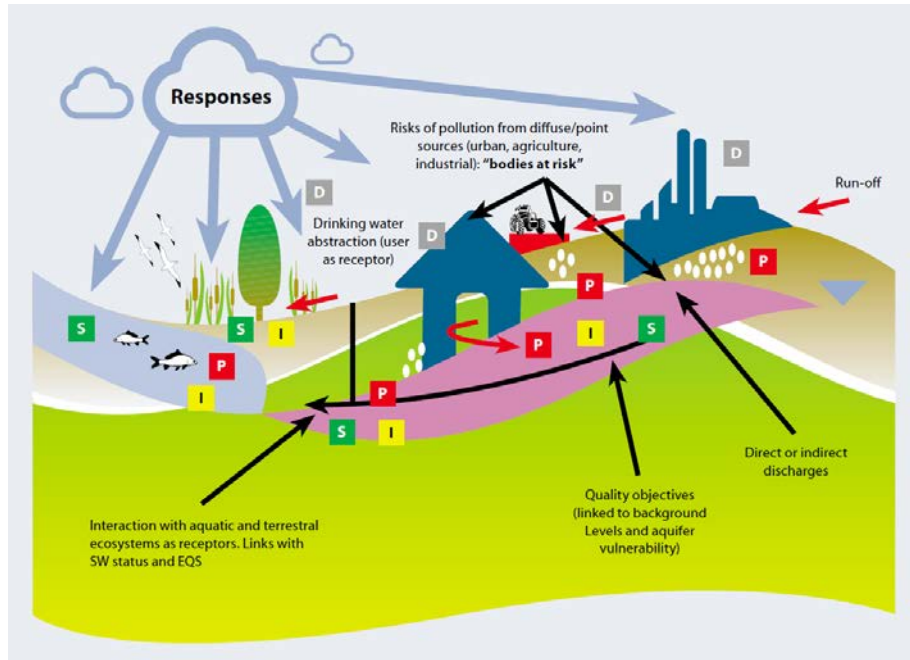 Responses
Risks of pollution from diffuse/point
sources (urban, agriculture,
industrial): “bodies at risk”
D
D
Run-off
D
Drinking water
abstraction (user
as receptor)
D
P
P
S
S
I
P
I
P
I
S
P
S
I
Direct or indirect
discharges
Quality objectives
(linked to background
Levels and aquifer
vulnerability)
Interaction with aquatic and terrestral
ecosystems as receptors. Links with
SW status and EQS